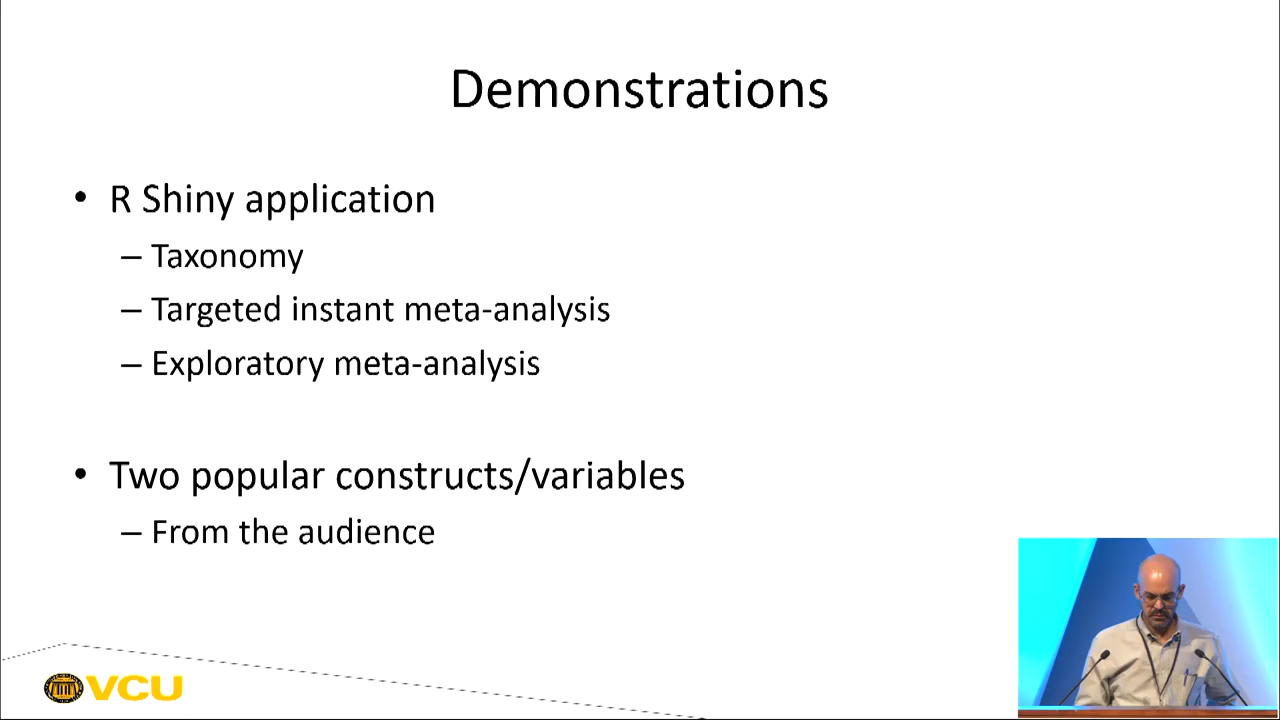 Demonstrations
• R Shiny application
– Taxonomy
– Targeted instant meta-analysis
– Exploratory meta-analysis
• Two popular constructs/variables
– From the audience
VCU